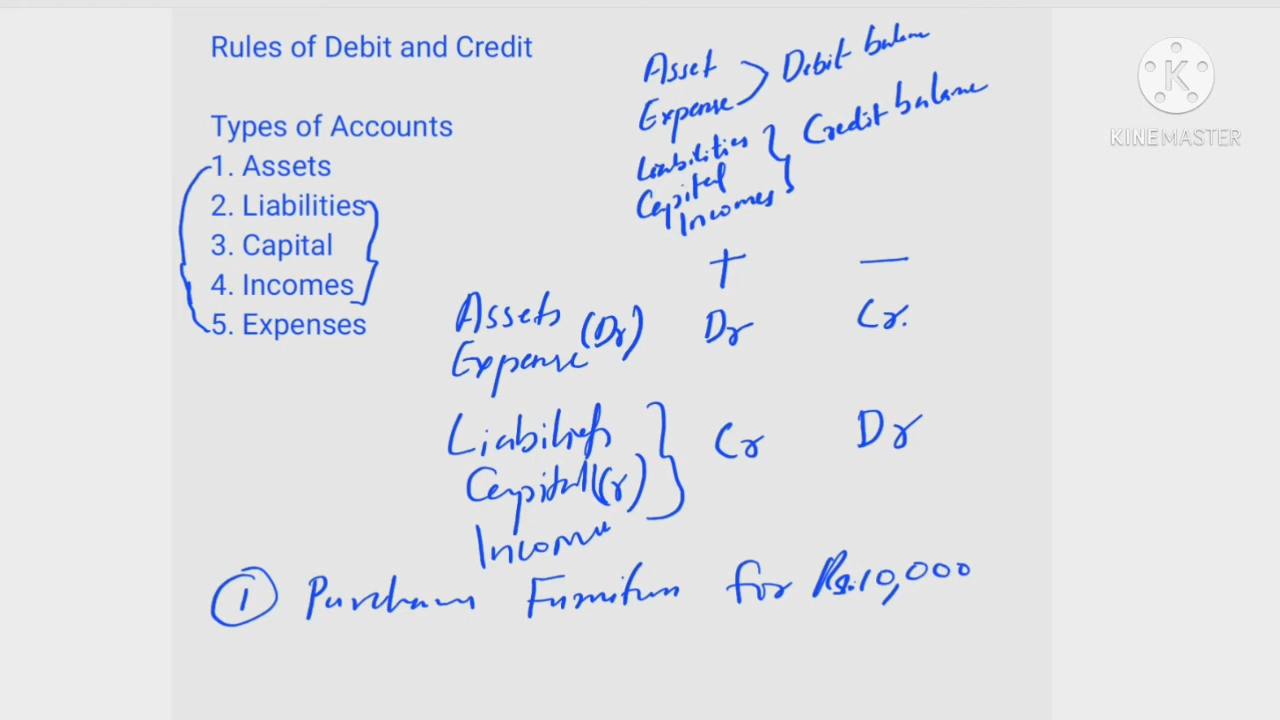 Rules of Debit and Credit
Asset
Expense
Debit balance
Liabilities
Capital
Incomes
Credit balance
Types of Accounts
1. Assets
2. Liabilities
3. Capital
4. Incomes
5. Expenses
+ —
Assets
Expense
(Dr) Dr Cr.
Liabilities
Capital (Cr)
Income
Cr Dr
① Purchase Furniture for Rs.10,000
K
KINEMASTER